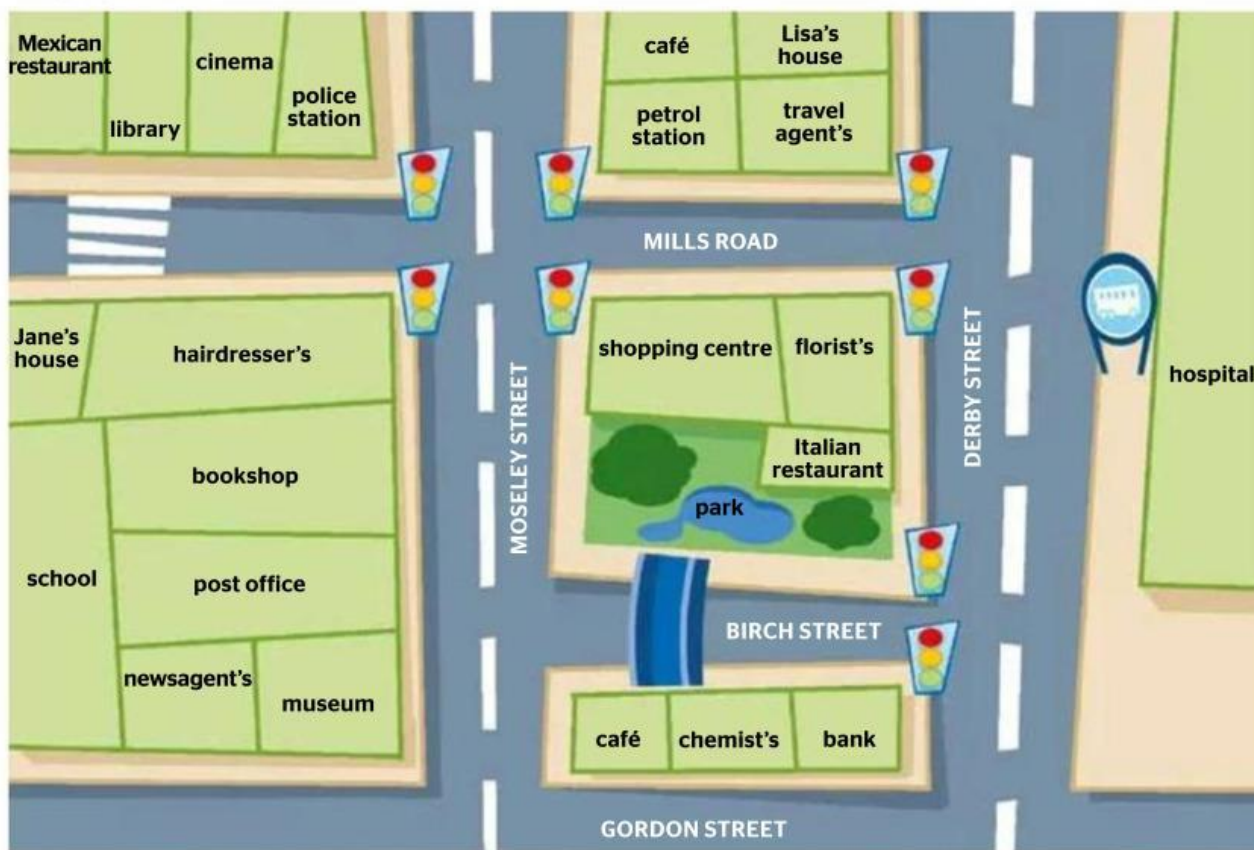 Mexican
restaurant
library
cinema
police
station
café
Lisa's
house
petrol
station
travel
agent's
MILLS ROAD
Jane's
house
hairdresser's
bookshop
school
post office
newsagent's
museum
MOSELEY STREET
shopping centre
florist's
Italian
restaurant
park
DERBY STREET
hospital
BIRCH STREET
café
chemist's
bank
GORDON STREET